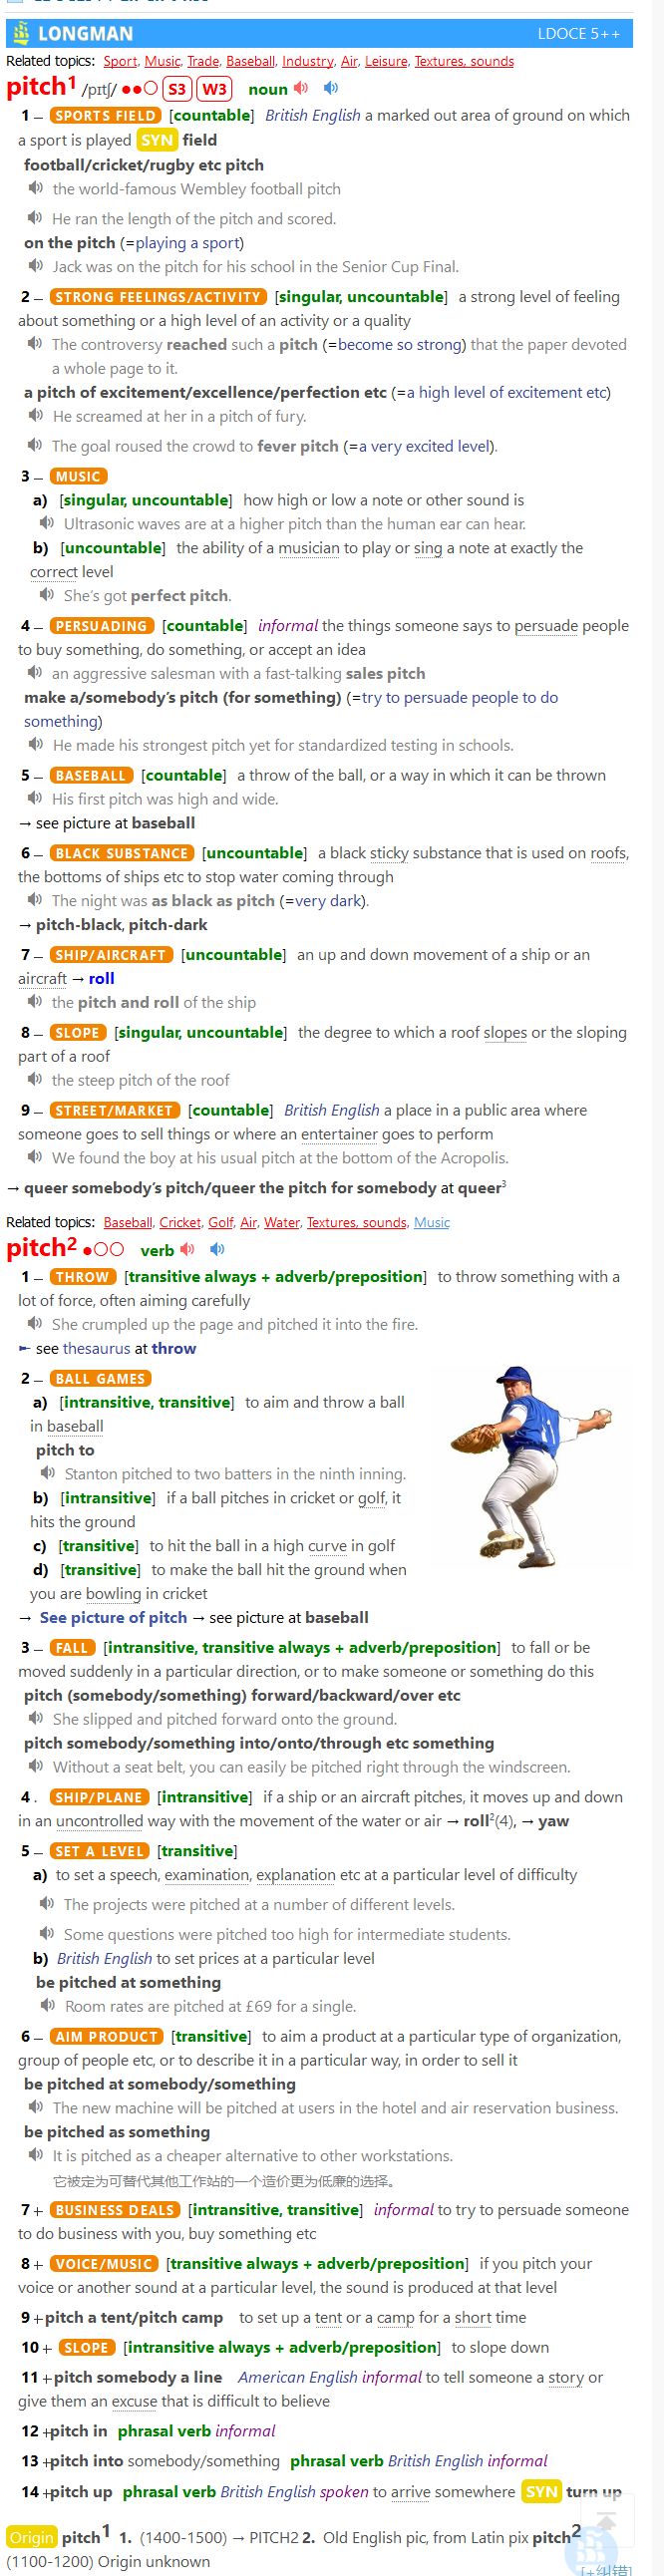 LONGMAN LDOCE 5++
Related topics: Sport, Music, Trade, Baseball, Industry, Air, Leisure, Textures, sounds
pitch1 /pɪtʃ/ ●●○ S3 W3 noun
1 – SPORTS FIELD [countable] British English a marked out area of ground on which
a sport is played SYN field
football/cricket/rugby etc pitch
the world-famous Wembley football pitch
He ran the length of the pitch and scored.
on the pitch (=playing a sport)
Jack was on the pitch for his school in the Senior Cup Final.
2 – STRONG FEELINGS/ACTIVITY [singular, uncountable] a strong level of feeling
about something or a high level of an activity or a quality
The controversy reached such a pitch (=become so strong) that the paper devoted
a whole page to it.
a pitch of excitement/excellence/perfection etc (=a high level of excitement etc)
He screamed at her in a pitch of fury.
The goal roused the crowd to fever pitch (=a very excited level).
3 – MUSIC
a) [singular, uncountable] how high or low a note or other sound is
Ultrasonic waves are at a higher pitch than the human ear can hear.
b) [uncountable] the ability of a musician to play or sing a note at exactly the
correct level
She's got perfect pitch.
4 – PERSUADING [countable] informal the things someone says to persuade people
to buy something, do something, or accept an idea
an aggressive salesman with a fast-talking sales pitch
make a/somebody's pitch (for something) (=try to persuade people to do
something)
He made his strongest pitch yet for standardized testing in schools.
5 – BASEBALL [countable] a throw of the ball, or a way in which it can be thrown
His first pitch was high and wide.
→ see picture at baseball
6 – BLACK SUBSTANCE [uncountable] a black sticky substance that is used on roofs,
the bottoms of ships etc to stop water coming through
The night was as black as pitch (=very dark).
→ pitch-black, pitch-dark
7 – SHIP/AIRCRAFT [uncountable] an up and down movement of a ship or an
aircraft → roll
the pitch and roll of the ship
8 – SLOPE [singular, uncountable] the degree to which a roof slopes or the sloping
part of a roof
the steep pitch of the roof
9 – STREET/MARKET [countable] British English a place in a public area where
someone goes to sell things or where an entertainer goes to perform
We found the boy at his usual pitch at the bottom of the Acropolis.
→ queer somebody's pitch/queer the pitch for somebody at queer3
Related topics: Baseball, Cricket, Golf, Air, Water, Textures, sounds, Music
pitch2 ●○○ verb
1 – THROW [transitive always + adverb/preposition] to throw something with a
lot of force, often aiming carefully
She crumpled up the page and pitched it into the fire.
see thesaurus at throw
2 – BALL GAMES
a) [intransitive, transitive] to aim and throw a ball
in baseball
pitch to
Stanton pitched to two batters in the ninth inning.
b) [intransitive] if a ball pitches in cricket or golf, it
hits the ground
c) [transitive] to hit the ball in a high curve in golf
d) [transitive] to make the ball hit the ground when
you are bowling in cricket
→ See picture of pitch → see picture at baseball
3 – FALL [intransitive, transitive always + adverb/preposition] to fall or be
moved suddenly in a particular direction, or to make someone or something do this
pitch (somebody/something) forward/backward/over etc
She slipped and pitched forward onto the ground.
pitch somebody/something into/onto/through etc something
Without a seat belt, you can easily be pitched right through the windscreen.
4 . SHIP/PLANE [intransitive] if a ship or an aircraft pitches, it moves up and down
in an uncontrolled way with the movement of the water or air → roll2(4), → yaw
5 – SET A LEVEL [transitive]
a) to set a speech, examination, explanation etc at a particular level of difficulty
The projects were pitched at a number of different levels.
Some questions were pitched too high for intermediate students.
b) British English to set prices at a particular level
be pitched at something
Room rates are pitched at £69 for a single.
6 – AIM PRODUCT [transitive] to aim a product at a particular type of organization,
group of people etc, or to describe it in a particular way, in order to sell it
be pitched at somebody/something
The new machine will be pitched at users in the hotel and air reservation business.
be pitched as something
It is pitched as a cheaper alternative to other workstations.
它被定为可替代其他工作站的一个造价更为低廉的选择。
7 + BUSINESS DEALS [intransitive, transitive] informal to try to persuade someone
to do business with you, buy something etc
8 + VOICE/MUSIC [transitive always + adverb/preposition] if you pitch your
voice or another sound at a particular level, the sound is produced at that level
9 +pitch a tent/pitch camp to set up a tent or a camp for a short time
10 + SLOPE [intransitive always + adverb/preposition] to slope down
11 +pitch somebody a line American English informal to tell someone a story or
give them an excuse that is difficult to believe
12 +pitch in phrasal verb informal
13 +pitch into somebody/something phrasal verb British English informal
14 +pitch up phrasal verb British English spoken to arrive somewhere SYN turn up
Origin pitch1 1. (1400-1500) → PITCH2 2. Old English pic, from Latin pix pitch2
(1100-1200) Origin unknown
[+纠错]